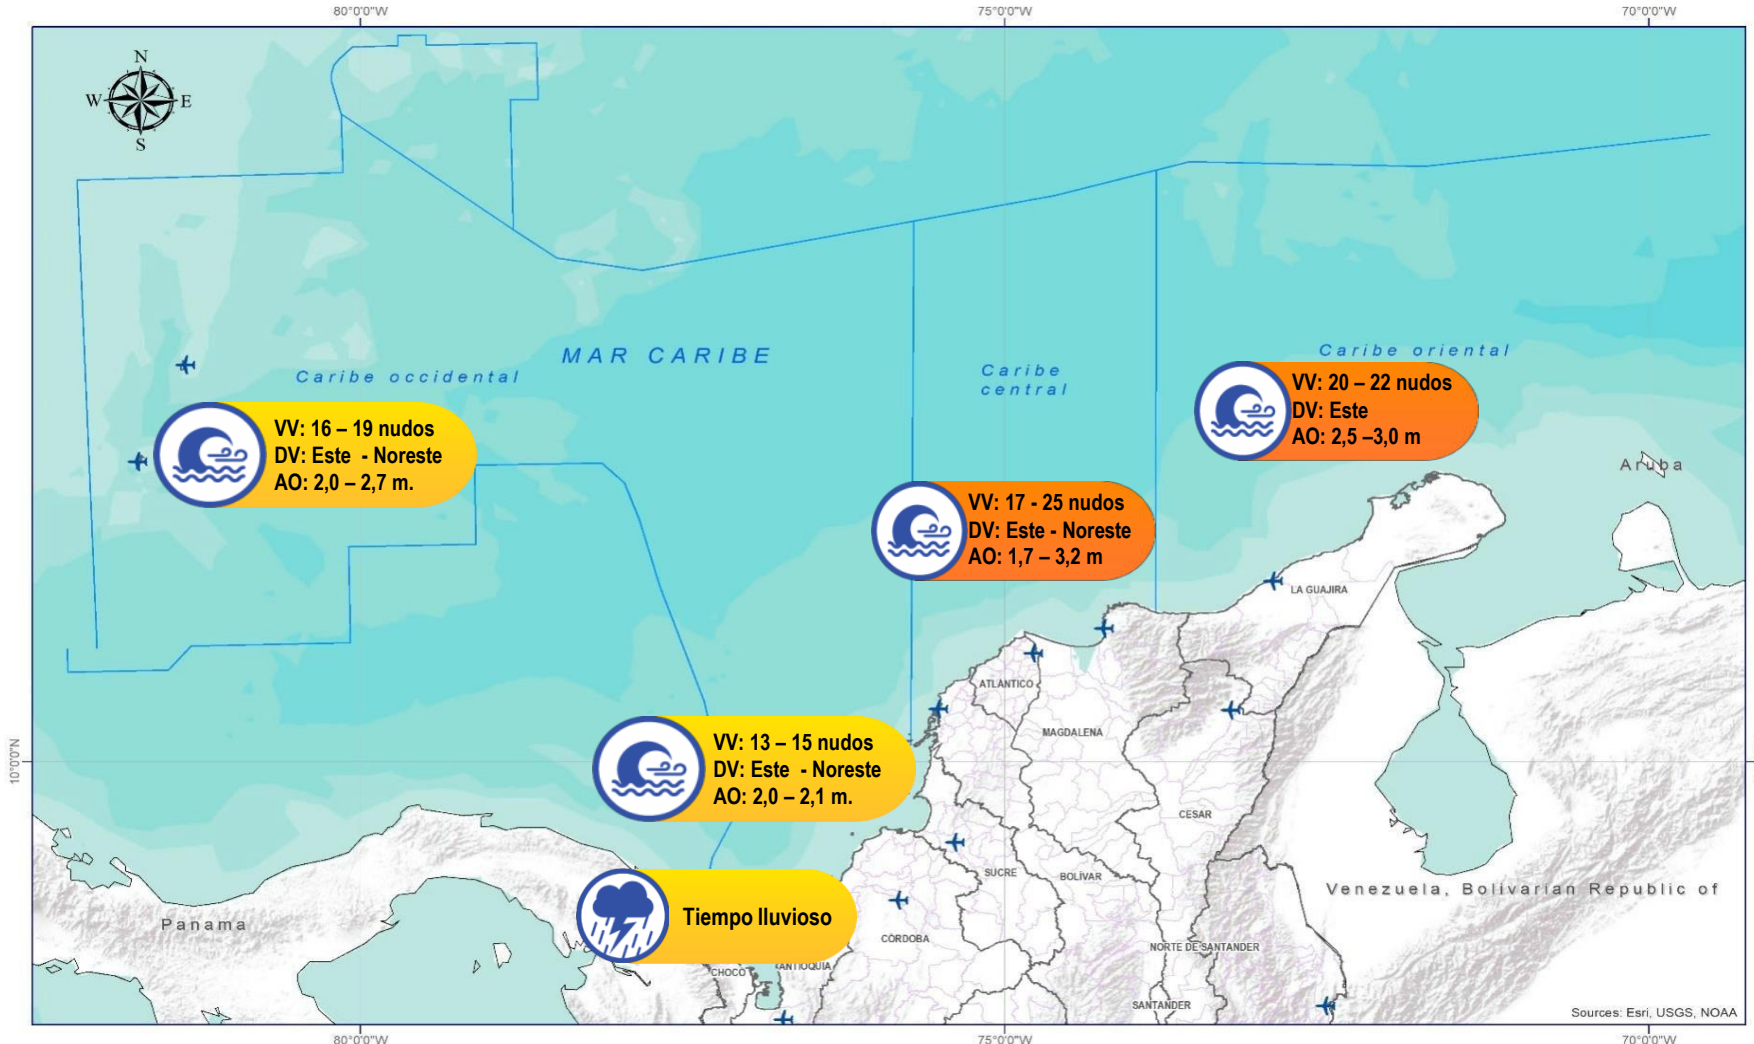 80°0'0"W
75°0'0"W
70°0'0"W
N
W
E
S
MAR CARIBE
Caribe oriental
Caribe occidental
Caribe
central
VV: 20 – 22 nudos
DV: Este
AO: 2,5 –3,0 m
VV: 16 – 19 nudos
DV: Este - Noreste
AO: 2,0 – 2,7 m.
Aruba
VV: 17 - 25 nudos
DV: Este - Noreste
AO: 1,7 – 3,2 m
LA GUAJIRA
ATLÁNTICO
MAGDALENA
10°0'0"N
VV: 13 – 15 nudos
DV: Este - Noreste
AO: 2,0 – 2,1 m.
CESAR
SUCRE
BOLÍVAR
Venezuela, Bolivarian Republic of
Panama
Tiempo lluvioso
CÓRDOBA
NORTE DE SANTANDER
CHOCÓ
ANTIOQUIA
SANTANDER
Sources: Esri, USGS, NOAA
80°0'0"W
75°0'0"W
70°0'0"W